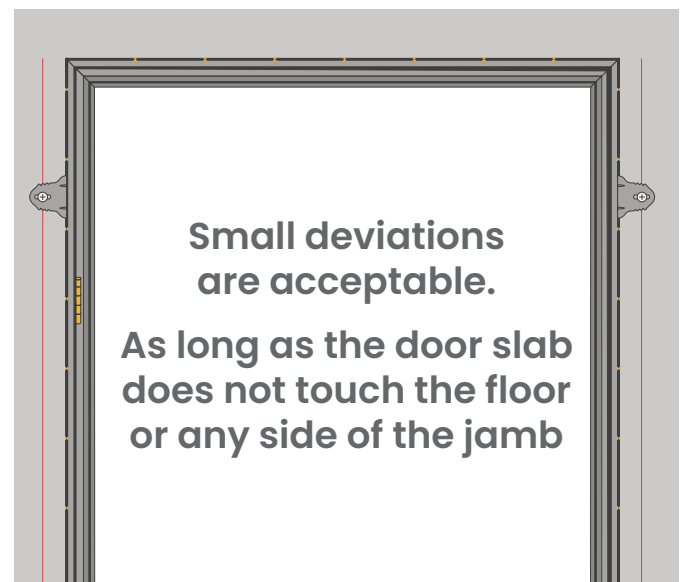 Small deviations
are acceptable.
As long as the door slab
does not touch the floor
or any side of the jamb